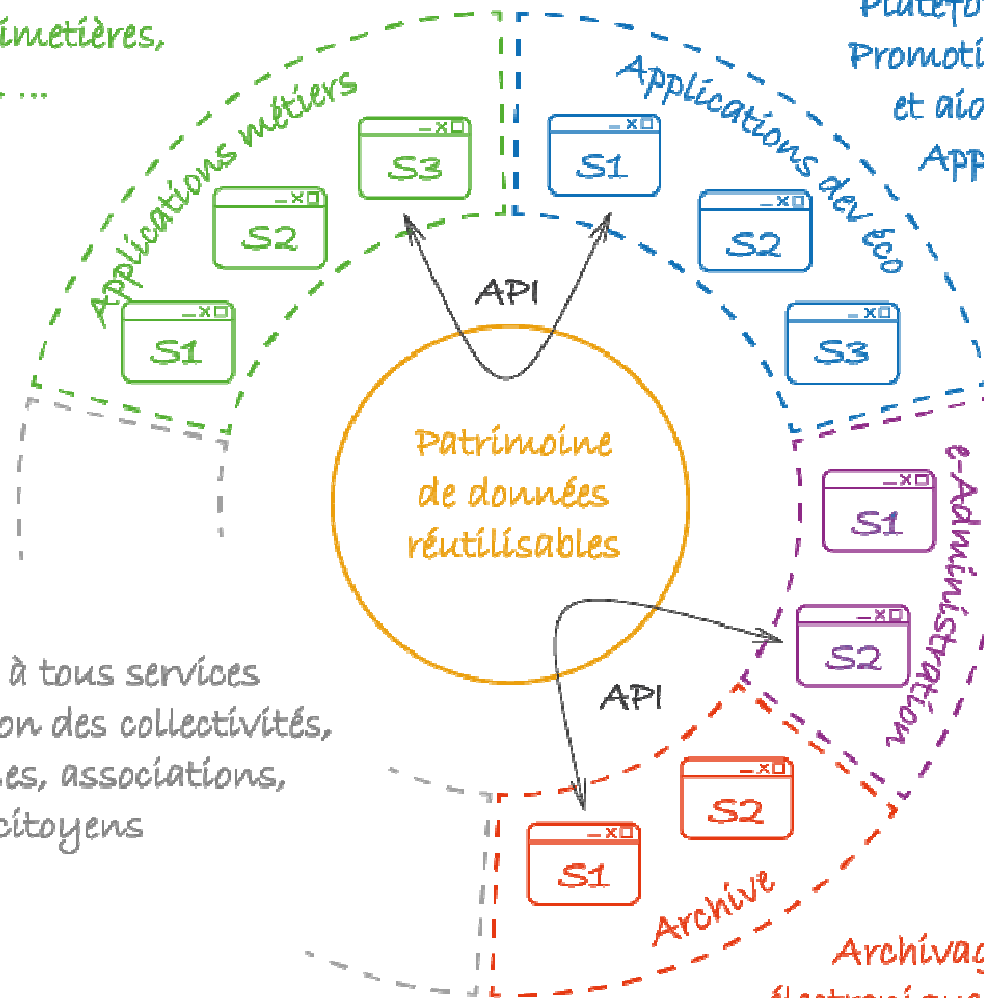 imetières,
. ...
Platefo
Promoti
et aid
App
Applications métiers
S3
S2
S1
Applications dev éco
S1
S2
S3
API
Patrimoine
de données
réutilisables
e-Administration
S1
S2
API
à tous services
on des collectivités,
es, associations,
citoyens
S2
S1
Archive
Archivag
électronique